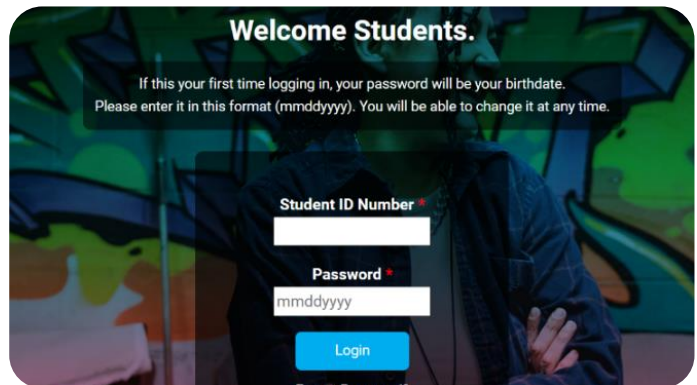 Welcome Students.
If this your first time logging in, your password will be your birthdate.
Please enter it in this format (mmddyyyy). You will be able to change it at any time.
Student ID Number *
Password *
mmddyyyy
Login